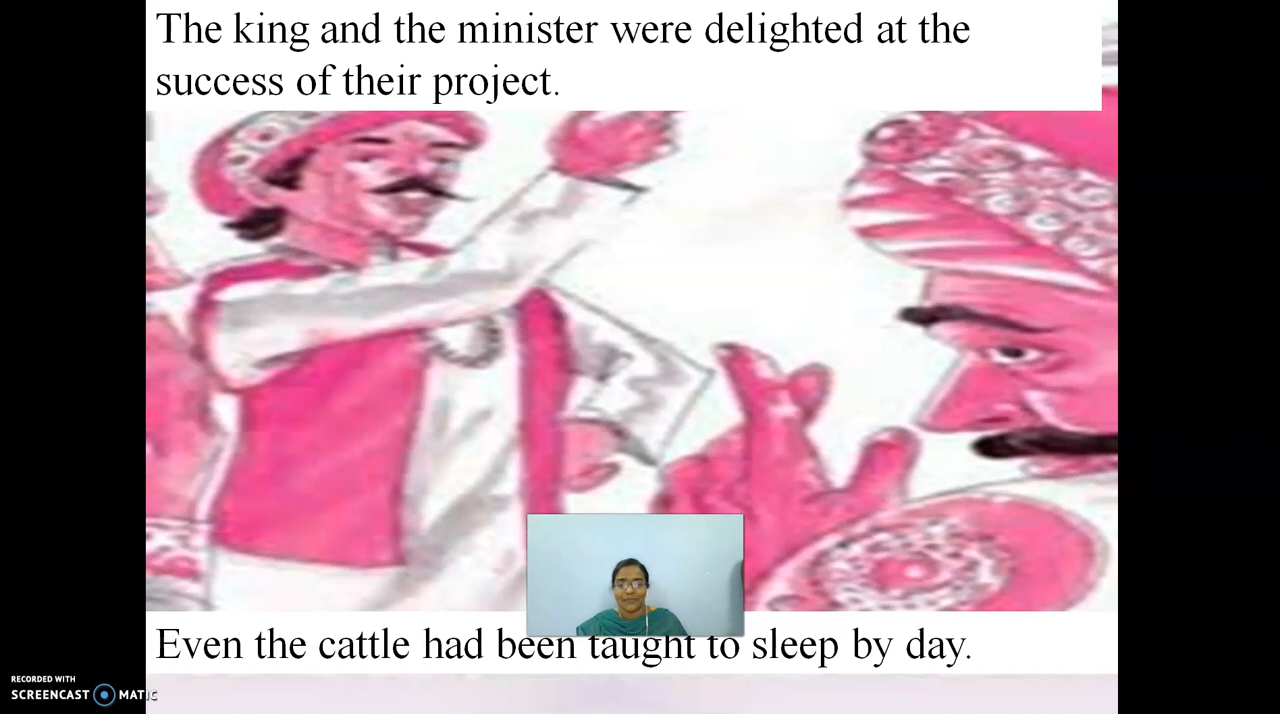 The king and the minister were delighted at the
success of their project.
Even the cattle had been taught to sleep by day.
RECORDED WITH
SCREENCAST MATIC